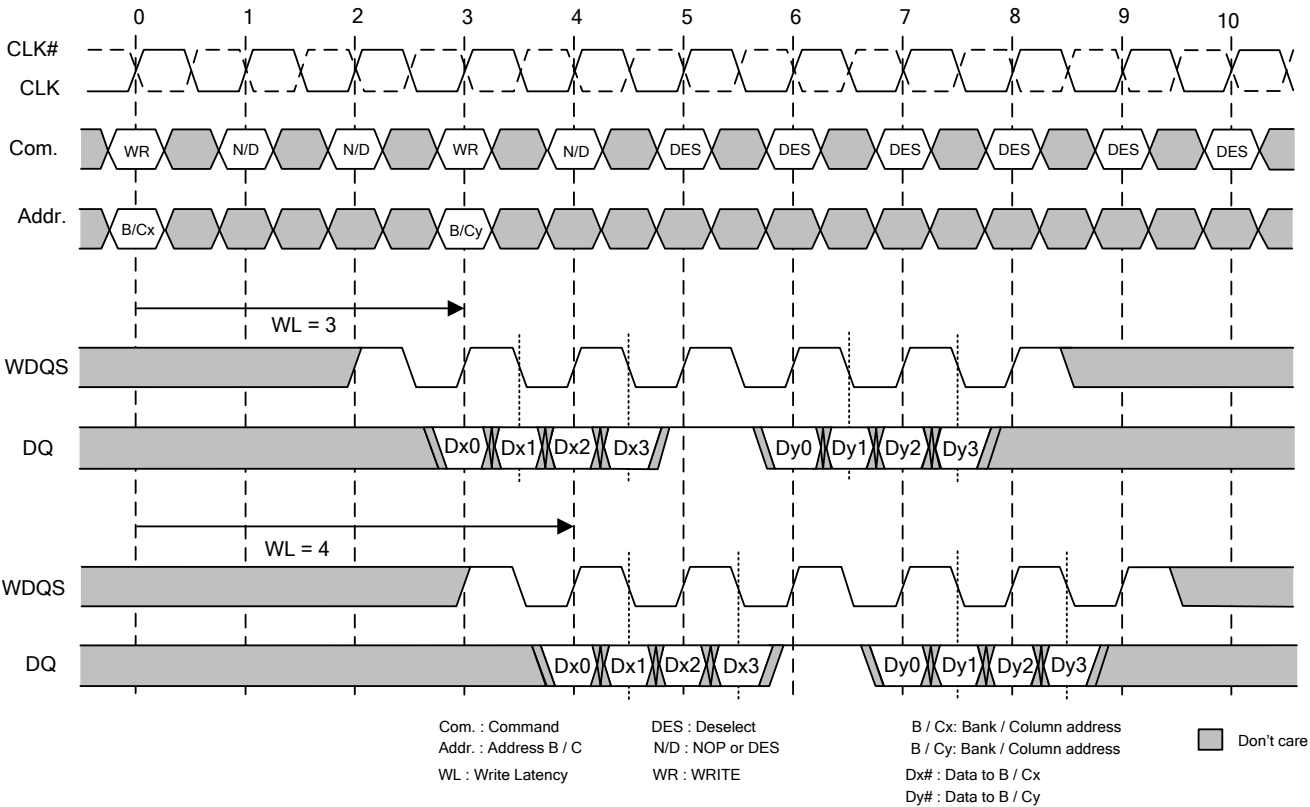 0 1 2 3 4 5 6 7 8 9 10
CLK#
CLK
Com. WR N/D N/D WR N/D DES DES DES DES DES DES
Addr. B/Cx B/Cy
WL = 3
WDQS
DQ Dx0 Dx1 Dx2 Dx3 Dy0 Dy1 Dy2 Dy3
WL = 4
WDQS
DQ Dx0 Dx1 Dx2 Dx3 Dy0 Dy1 Dy2 Dy3
Com. : Command DES : Deselect B / Cx: Bank / Column address
Addr. : Address B / C N/D : NOP or DES B / Cy: Bank / Column address Don't care
WL : Write Latency WR : WRITE Dx# : Data to B / Cx
Dy# : Data to B / Cy